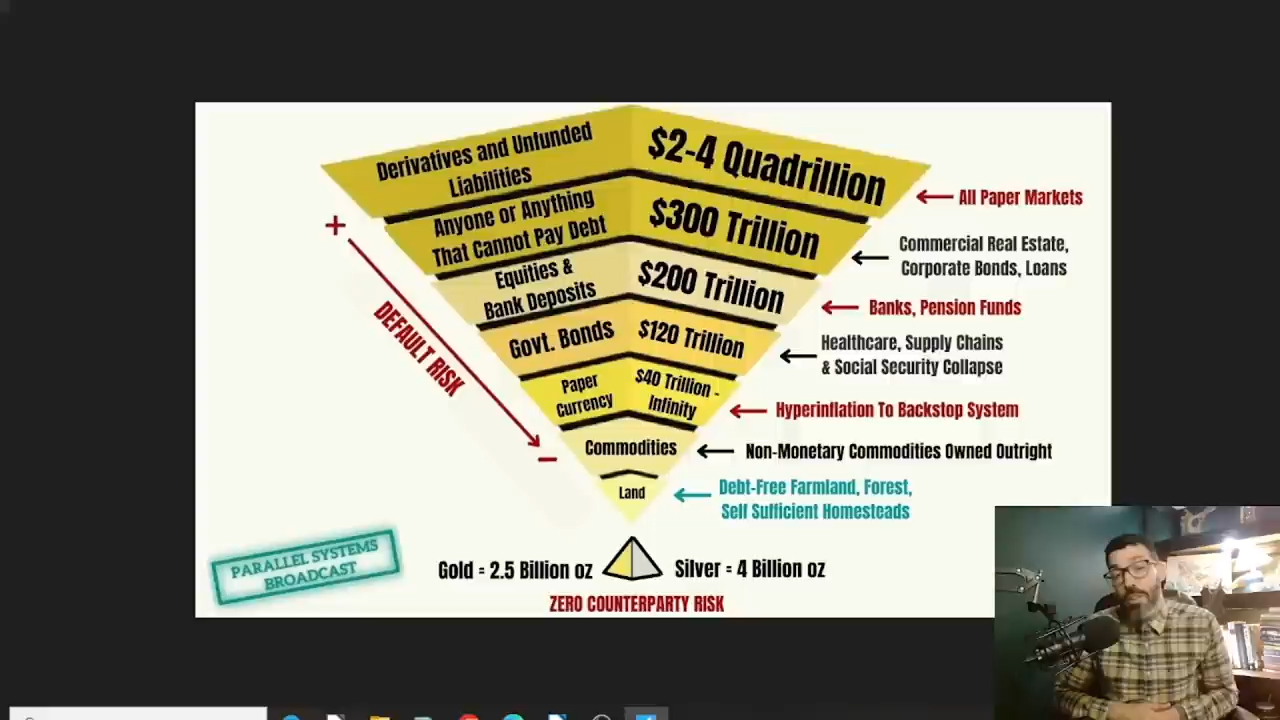 Derivatives and Unfunded
Liabilities
$2-4 Quadrillion
All Paper Markets
Anyone or Anything
That Cannot Pay Debt
$300 Trillion
Commercial Real Estate,
Corporate Bonds, Loans
Equities &
Bank Deposits
$200 Trillion
Banks, Pension Funds
Govt. Bonds
$120 Trillion
Healthcare, Supply Chains
& Social Security Collapse
Paper
Currency
$40 Trillion -
Infinity
Hyperinflation To Backstop System
Commodities
Non-Monetary Commodities Owned Outright
Land
Debt-Free Farmland, Forest,
Self Sufficient Homesteads
+
DEFAULT RISK
−
PARALLEL SYSTEMS
BROADCAST
Gold = 2.5 Billion oz
Silver = 4 Billion oz
ZERO COUNTERPARTY RISK